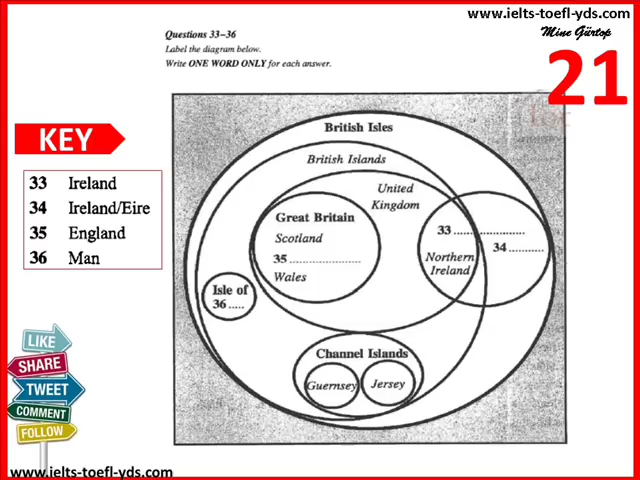 www.ielts-toefl-yds.com
Mine Gürtop
21
Questions 33–36
Label the diagram below.
Write ONE WORD ONLY for each answer.
KEY
33 Ireland
34 Ireland/Eire
35 England
36 Man
British Isles
British Islands
United
Kingdom
Great Britain
Scotland
35 ..............................
Wales
33 .....................
34 ..........
Northern
Ireland
Isle of
36 .....
Channel Islands
Guernsey
Jersey
LIKE
SHARE
TWEET
COMMENT
FOLLOW
www.ielts-toefl-yds.com